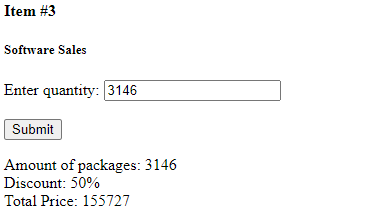 Item #3
Software Sales
Enter quantity: 3146
Submit
Amount of packages: 3146
Discount: 50%
Total Price: 155727